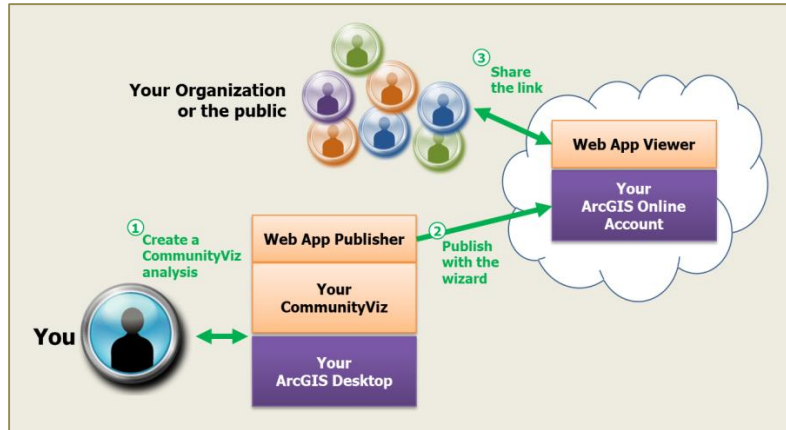 Your Organization
or the public
③
Share
the link
Web App Viewer
Your
ArcGIS Online
Account
①
Create a
CommunityViz
analysis
Web App Publisher
②
Publish
with the
wizard
Your
CommunityViz
You
Your
ArcGIS Desktop